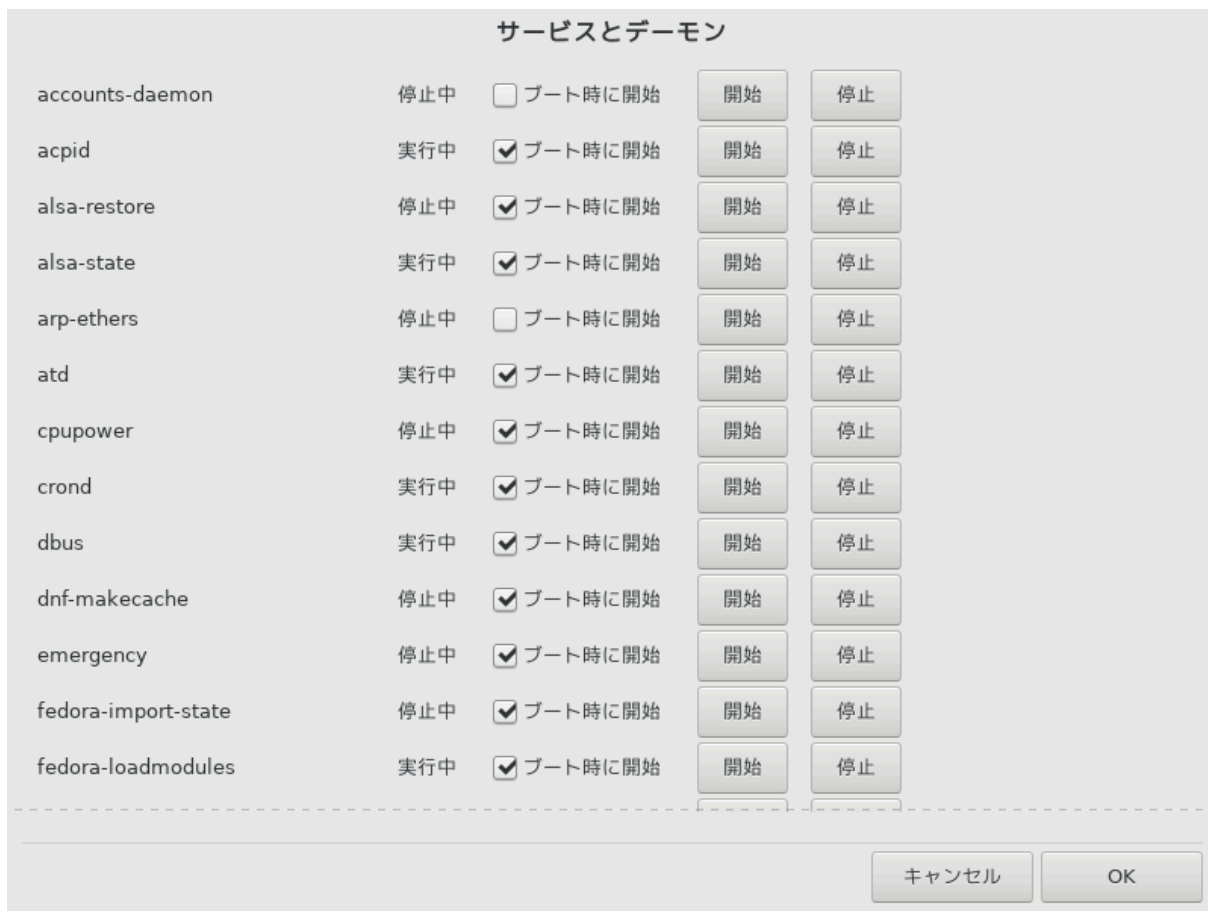 サービスとデーモン
accounts-daemon 停止中 ブート時に開始 開始 停止
acpid 実行中 ブート時に開始 開始 停止
alsa-restore 停止中 ブート時に開始 開始 停止
alsa-state 実行中 ブート時に開始 開始 停止
arp-ethers 停止中 ブート時に開始 開始 停止
atd 実行中 ブート時に開始 開始 停止
cpupower 停止中 ブート時に開始 開始 停止
crond 実行中 ブート時に開始 開始 停止
dbus 実行中 ブート時に開始 開始 停止
dnf-makecache 停止中 ブート時に開始 開始 停止
emergency 停止中 ブート時に開始 開始 停止
fedora-import-state 停止中 ブート時に開始 開始 停止
fedora-loadmodules 実行中 ブート時に開始 開始 停止
キャンセル OK